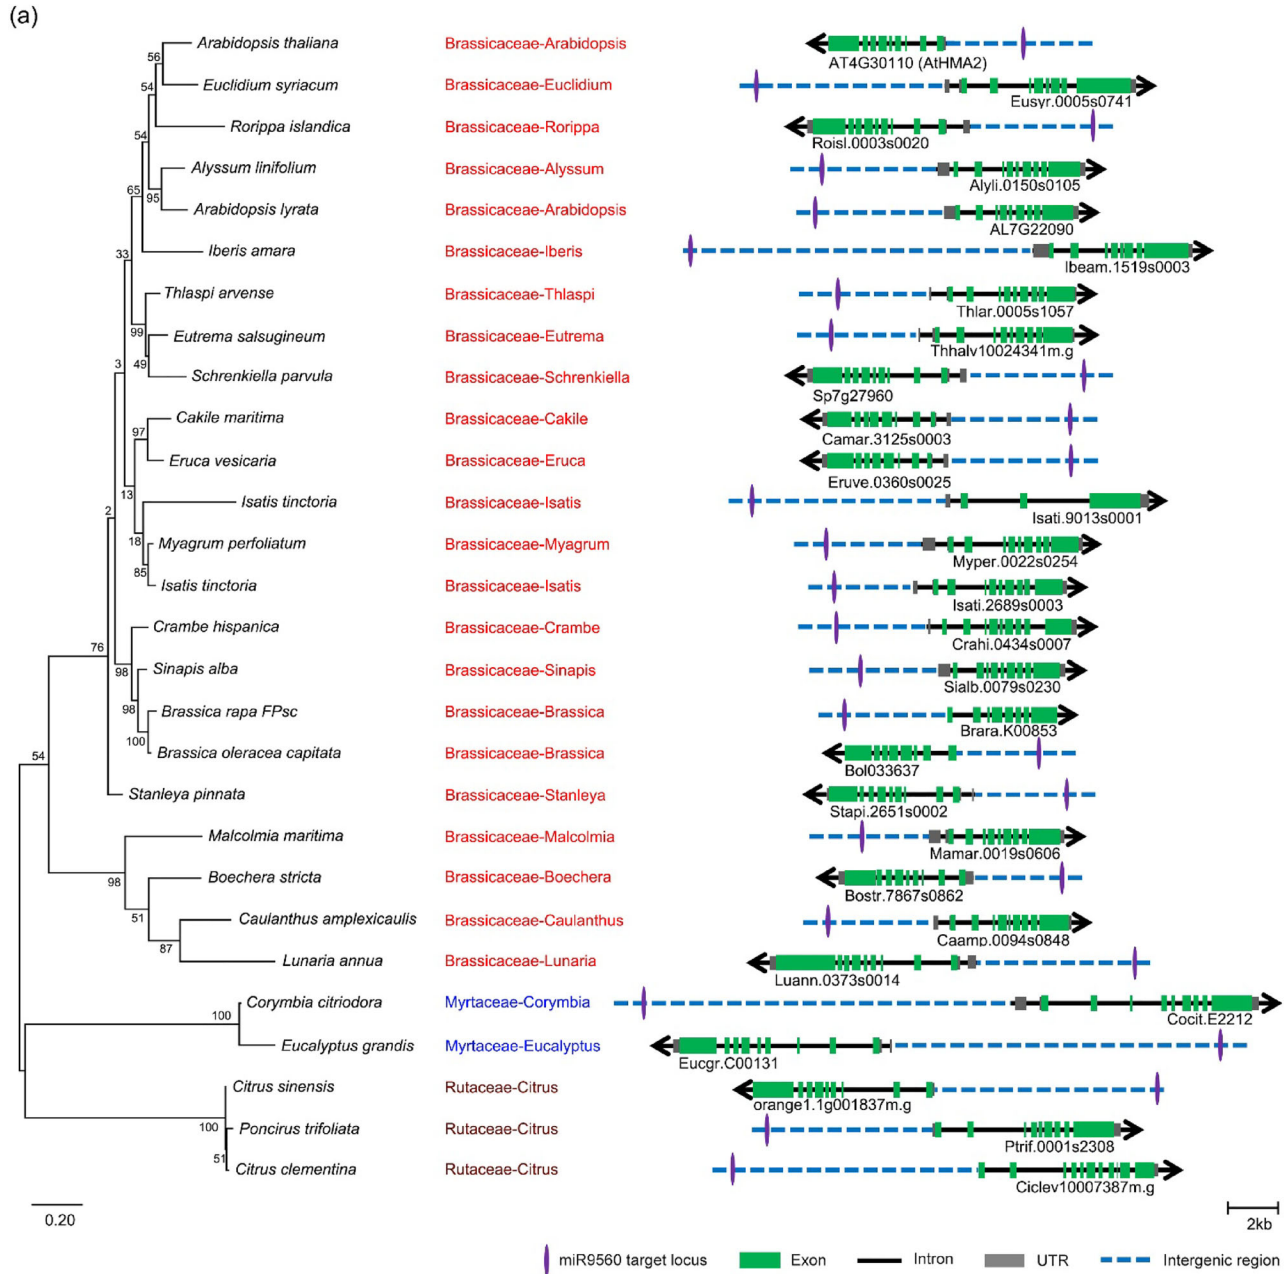 (a)
Arabidopsis thaliana Brassicaceae-Arabidopsis AT4G30110 (AtHMA2)
56
Euclidium syriacum Brassicaceae-Euclidium Eusyr.0005s0741
54
Rorippa islandica Brassicaceae-Rorippa Roisl.0003s0020
54
Alyssum linifolium Brassicaceae-Alyssum Alyli.0150s0105
65
95
Arabidopsis lyrata Brassicaceae-Arabidopsis AL7G22090
33
Iberis amara Brassicaceae-Iberis Ibeam.1519s0003
Thlaspi arvense Brassicaceae-Thlaspi Thlar.0005s1057
99
Eutrema salsugineum Brassicaceae-Eutrema Thhalv10024341m.g
3
49
Schrenkiella parvula Brassicaceae-Schrenkiella Sp7g27960
Cakile maritima Brassicaceae-Cakile Camar.3125s0003
97
Eruca vesicaria Brassicaceae-Eruca Eruve.0360s0025
13
Isatis tinctoria Brassicaceae-Isatis Isati.9013s0001
2
18
Myagrum perfoliatum Brassicaceae-Myagrum Myper.0022s0254
85
Isatis tinctoria Brassicaceae-Isatis Isati.2689s0003
Crambe hispanica Brassicaceae-Crambe Crahi.0434s0007
76
98
Sinapis alba Brassicaceae-Sinapis Sialb.0079s0230
98
Brassica rapa FPsc Brassicaceae-Brassica Brara.K00853
100
Brassica oleracea capitata Brassicaceae-Brassica Bol033637
54
Stanleya pinnata Brassicaceae-Stanleya Stapi.2651s0002
Malcolmia maritima Brassicaceae-Malcolmia Mamar.0019s0606
98
Boechera stricta Brassicaceae-Boechera Bostr.7867s0862
51
Caulanthus amplexicaulis Brassicaceae-Caulanthus Caamp.0094s0848
87
Lunaria annua Brassicaceae-Lunaria Luann.0373s0014
Corymbia citriodora Myrtaceae-Corymbia Cocit.E2212
100
Eucalyptus grandis Myrtaceae-Eucalyptus Eucgr.C00131
Citrus sinensis Rutaceae-Citrus orange1.1g001837m.g
100
Poncirus trifoliata Rutaceae-Citrus Ptrif.0001s2308
51
Citrus clementina Rutaceae-Citrus Ciclev10007387m.g
0.20
2kb
miR9560 target locus Exon Intron UTR Intergenic region